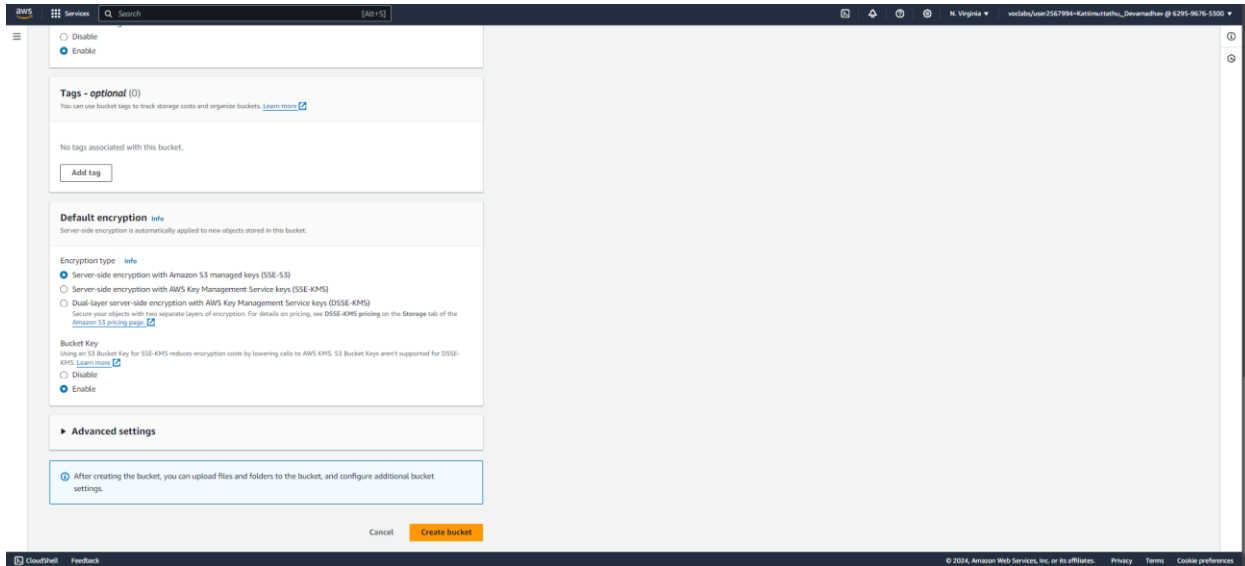 aws Services Search [Alt+S] N. Virginia voclabs/user2567994=Kattimuttathu,_Devamadhav @ 6295-9676-5300
Disable
Enable
Tags - optional (0)
You can use bucket tags to track storage costs and organize buckets. Learn more
No tags associated with this bucket.
Add tag
Default encryption Info
Server-side encryption is automatically applied to new objects stored in this bucket.
Encryption type Info
Server-side encryption with Amazon S3 managed keys (SSE-S3)
Server-side encryption with AWS Key Management Service keys (SSE-KMS)
Dual-layer server-side encryption with AWS Key Management Service keys (DSSE-KMS)
Secure your objects with two separate layers of encryption. For details on pricing, see DSSE-KMS pricing on the Storage tab of the
Amazon S3 pricing page.
Bucket Key
Using an S3 Bucket Key for SSE-KMS reduces encryption costs by lowering calls to AWS KMS. S3 Bucket Keys aren't supported for DSSE-
KMS. Learn more
Disable
Enable
Advanced settings
After creating the bucket, you can upload files and folders to the bucket, and configure additional bucket
settings.
Cancel Create bucket
CloudShell Feedback © 2024, Amazon Web Services, Inc. or its affiliates. Privacy Terms Cookie preferences